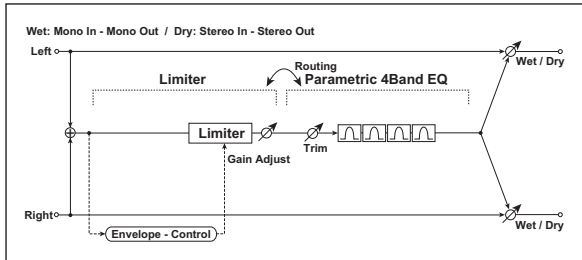 Wet: Mono In - Mono Out / Dry: Stereo In - Stereo Out
Left
Wet / Dry
Routing
Limiter
Parametric 4Band EQ
Limiter
Gain Adjust
Trim
Right
Wet / Dry
Envelope - Control